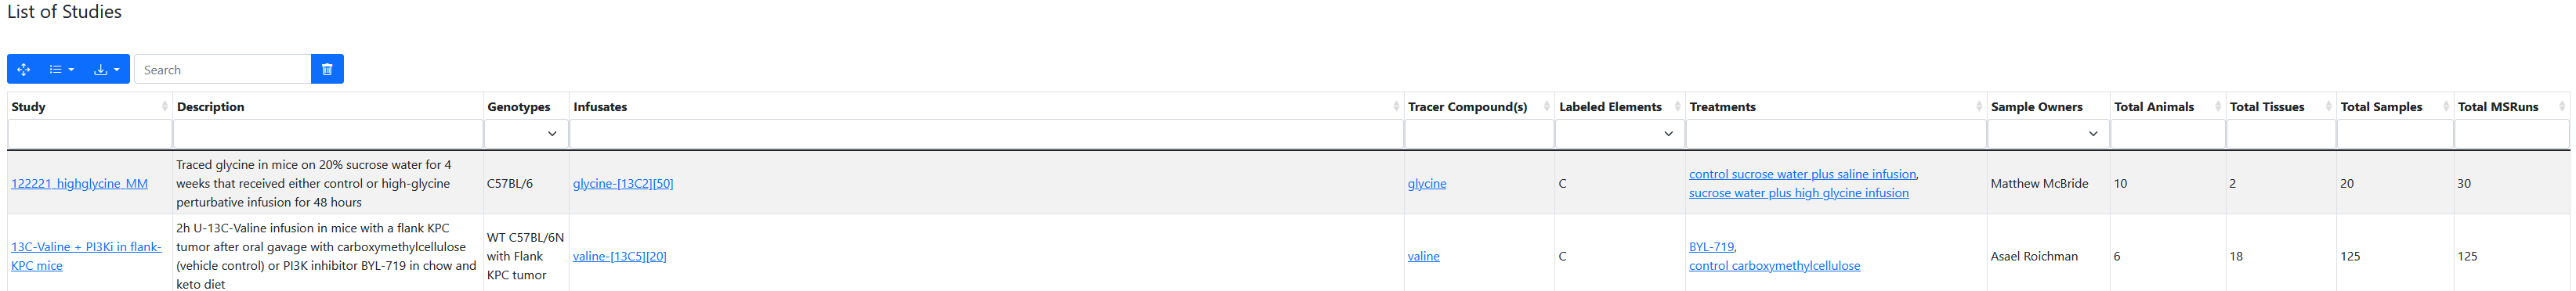 List of Studies
Search
Study Description Genotypes Infusates Tracer Compound(s) Labeled Elements Treatments Sample Owners Total Animals Total Tissues Total Samples Total MSRuns
122221_highglycine_MM
Traced glycine in mice on 20% sucrose water for 4
weeks that received either control or high-glycine
perturbative infusion for 48 hours
C57BL/6
glycine-[13C2][50]
glycine
C
control sucrose water plus saline infusion,
sucrose water plus high glycine infusion
Matthew McBride
10
2
20
30
13C-Valine + PI3Ki in flank-
KPC mice
2h U-13C-Valine infusion in mice with a flank KPC
tumor after oral gavage with carboxymethylcellulose
(vehicle control) or PI3K inhibitor BYL-719 in chow and
keto diet
WT C57BL/6N
with Flank
KPC tumor
valine-[13C5][20]
valine
C
BYL-719,
control carboxymethylcellulose
Asael Roichman
6
18
125
125